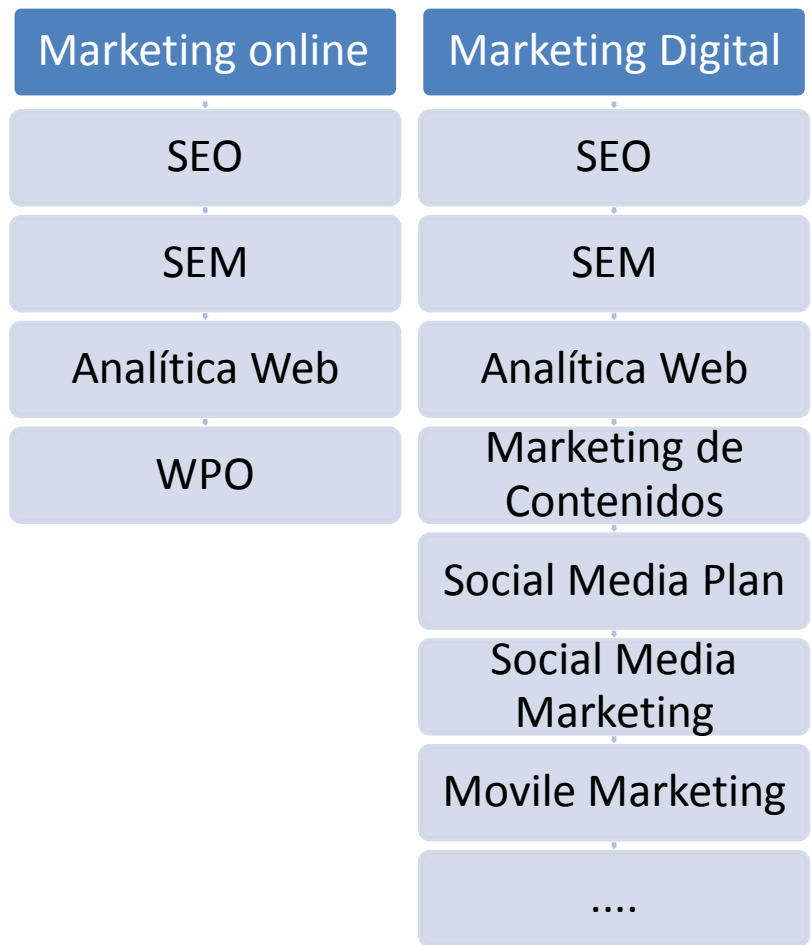 Marketing online
SEO
SEM
Analítica Web
WPO
Marketing Digital
SEO
SEM
Analítica Web
Marketing de
Contenidos
Social Media Plan
Social Media
Marketing
Movile Marketing
....